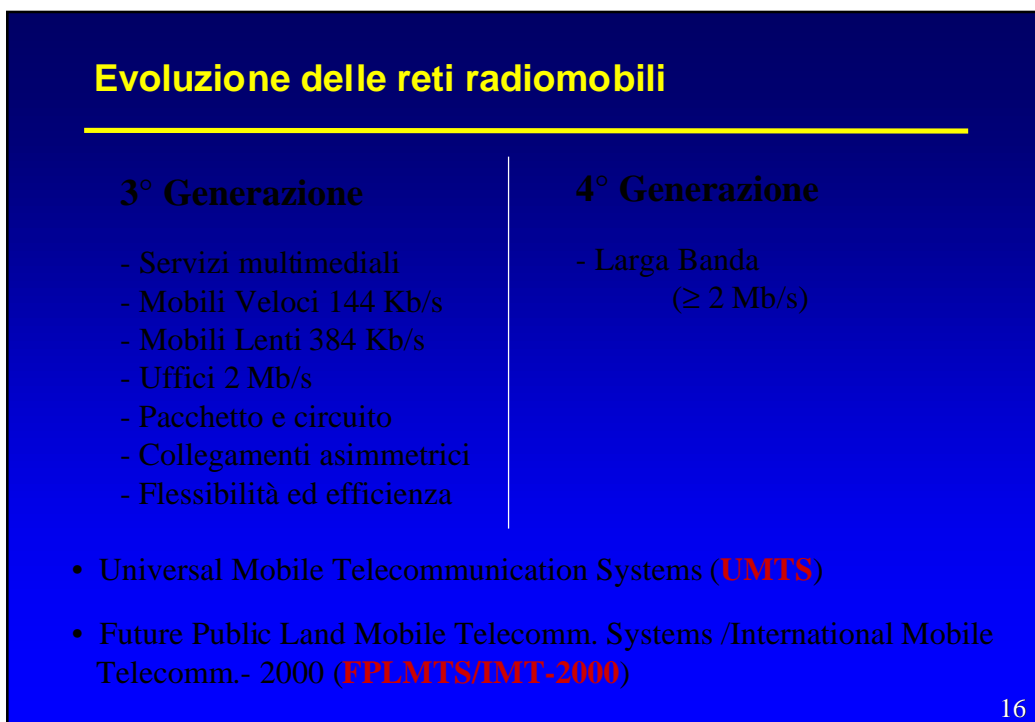 Evoluzione delle reti radiomobili
3° Generazione
- Servizi multimediali
- Mobili Veloci 144 Kb/s
- Mobili Lenti 384 Kb/s
- Uffici 2 Mb/s
- Pacchetto e circuito
- Collegamenti asimmetrici
- Flessibilità ed efficienza
4° Generazione
- Larga Banda
(≥ 2 Mb/s)
• Universal Mobile Telecommunication Systems (UMTS)
• Future Public Land Mobile Telecomm. Systems /International Mobile
Telecomm.- 2000 (FPLMTS/IMT-2000)
16